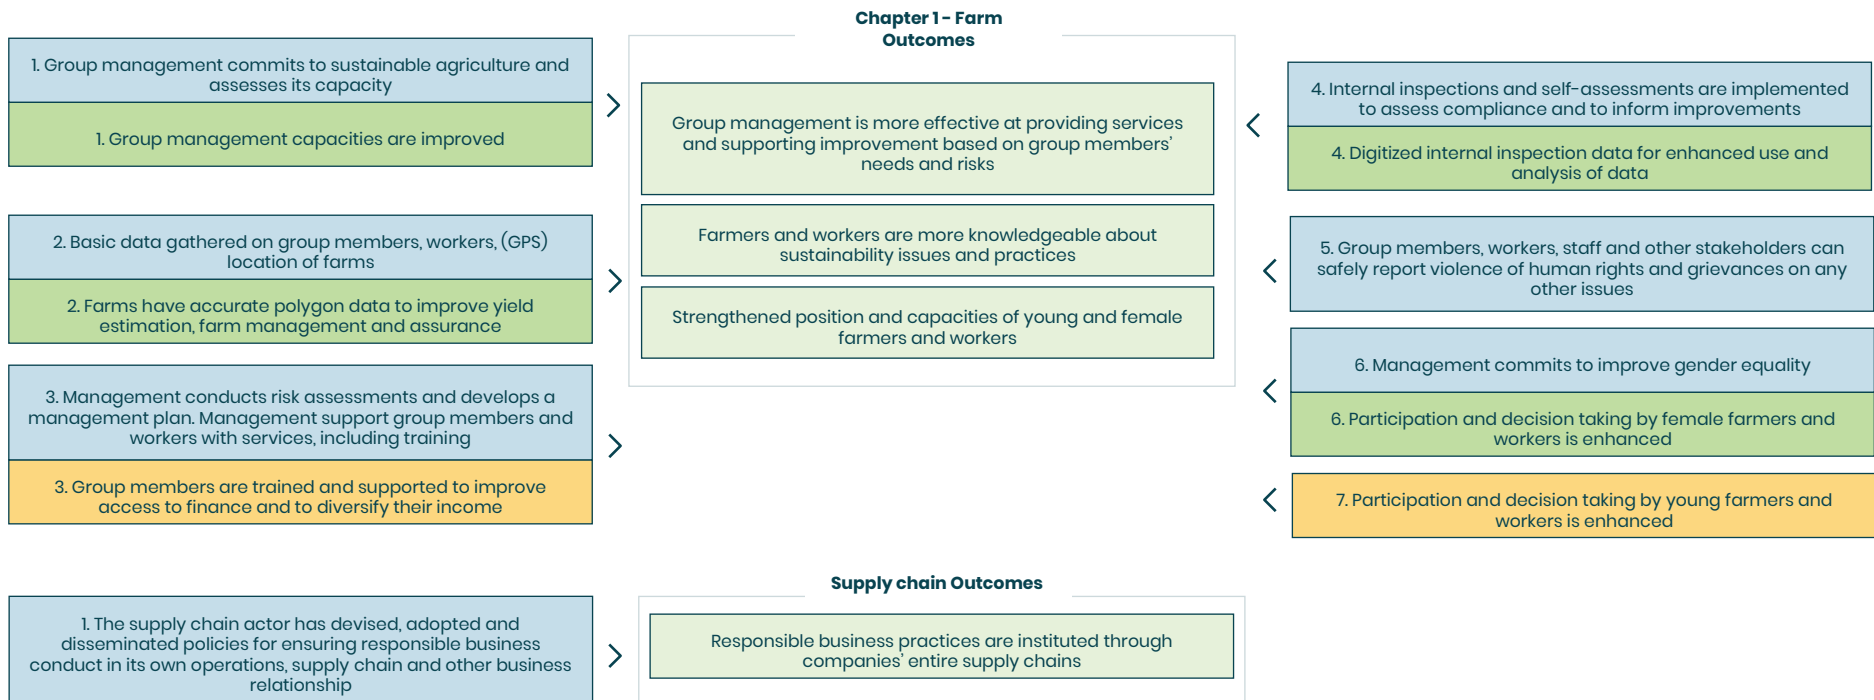 Chapter 1 - Farm
Outcomes
1. Group management commits to sustainable agriculture and
assesses its capacity
1. Group management capacities are improved
2. Basic data gathered on group members, workers, (GPS)
location of farms
2. Farms have accurate polygon data to improve yield
estimation, farm management and assurance
3. Management conducts risk assessments and develops a
management plan. Management support group members and
workers with services, including training
3. Group members are trained and supported to improve
access to finance and to diversify their income
Group management is more effective at providing services
and supporting improvement based on group members'
needs and risks
Farmers and workers are more knowledgeable about
sustainability issues and practices
Strengthened position and capacities of young and female
farmers and workers
4. Internal inspections and self-assessments are implemented
to assess compliance and to inform improvements
4. Digitized internal inspection data for enhanced use and
analysis of data
5. Group members, workers, staff and other stakeholders can
safely report violence of human rights and grievances on any
other issues
6. Management commits to improve gender equality
6. Participation and decision taking by female farmers and
workers is enhanced
7. Participation and decision taking by young farmers and
workers is enhanced
Supply chain Outcomes
1. The supply chain actor has devised, adopted and
disseminated policies for ensuring responsible business
conduct in its own operations, supply chain and other business
relationship
Responsible business practices are instituted through
companies' entire supply chains